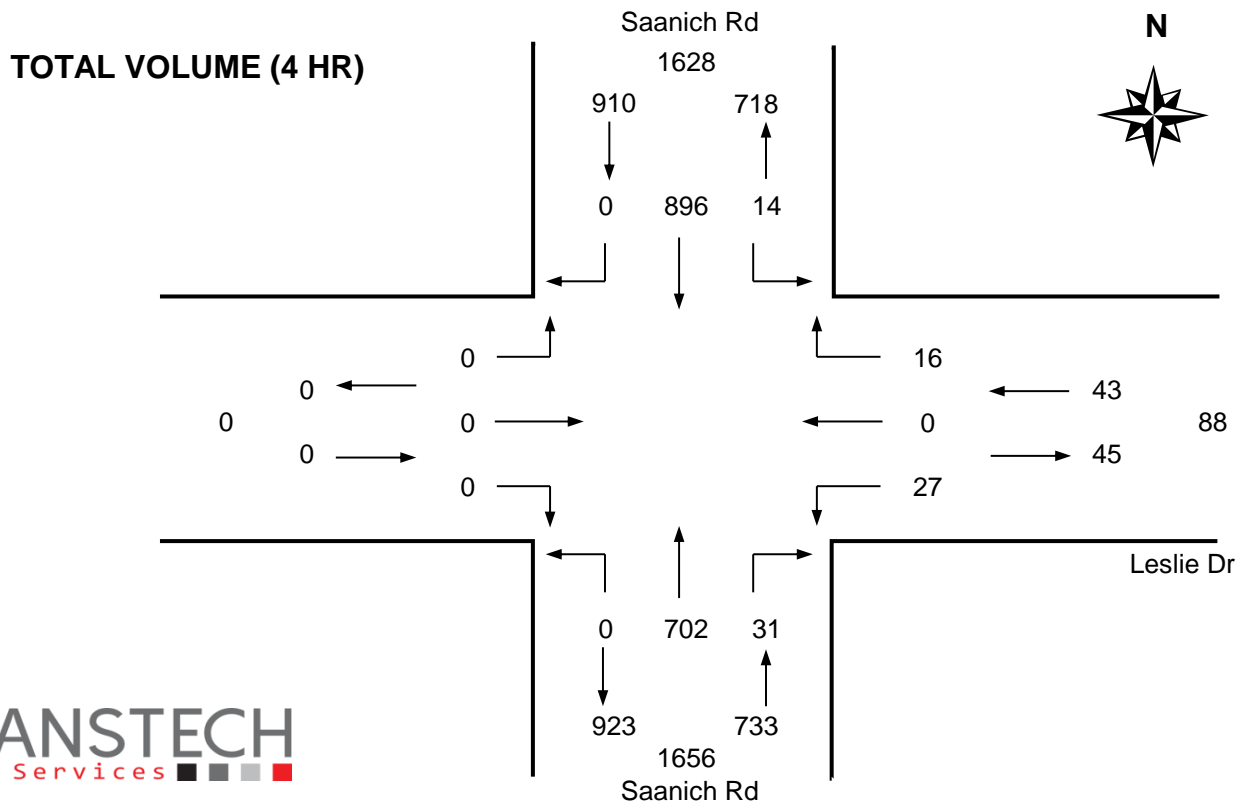 Saanich Rd
N
TOTAL VOLUME (4 HR)
1628
910 718
0 896 14
0 16
0 43
0 0 0 88
0 45
0 27
Leslie Dr
0 702 31
923 733
1656
Saanich Rd
ANSTECH
Services